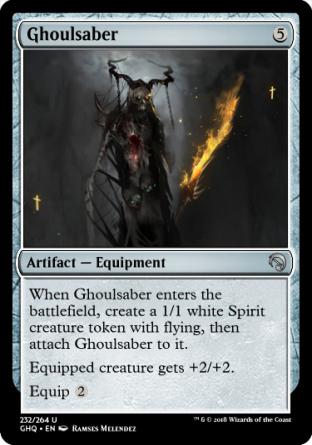 Ghoulsaber 5
Artifact — Equipment
When Ghoulsaber enters the
battlefield, create a 1/1 white Spirit
creature token with flying, then
attach Ghoulsaber to it.
Equipped creature gets +2/+2.
Equip 2
232/264 U
GHQ • EN RAMSES MELENDEZ
™ & © 2018 Wizards of the Coast